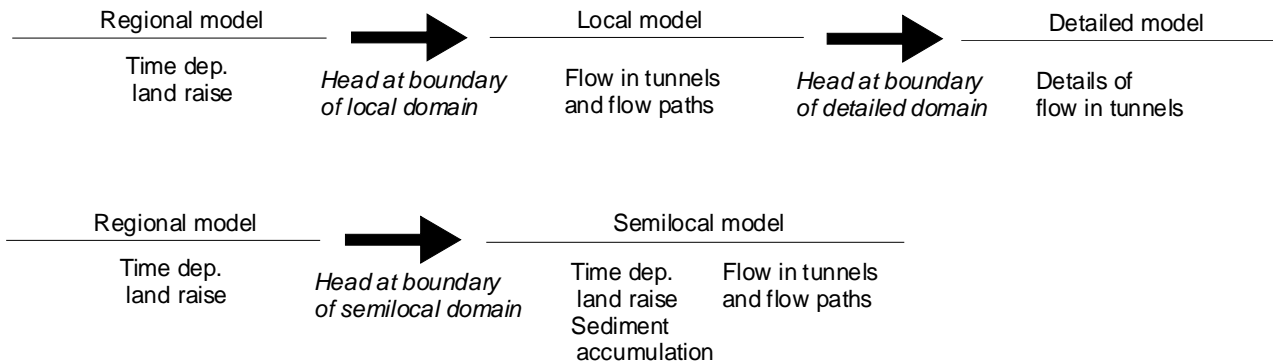 Regional model
Time dep.
land raise
Head at boundary
of local domain
Local model
Flow in tunnels
and flow paths
Head at boundary
of detailed domain
Detailed model
Details of
flow in tunnels
Regional model
Time dep.
land raise
Head at boundary
of semilocal domain
Semilocal model
Time dep.
land raise
Sediment
accumulation
Flow in tunnels
and flow paths